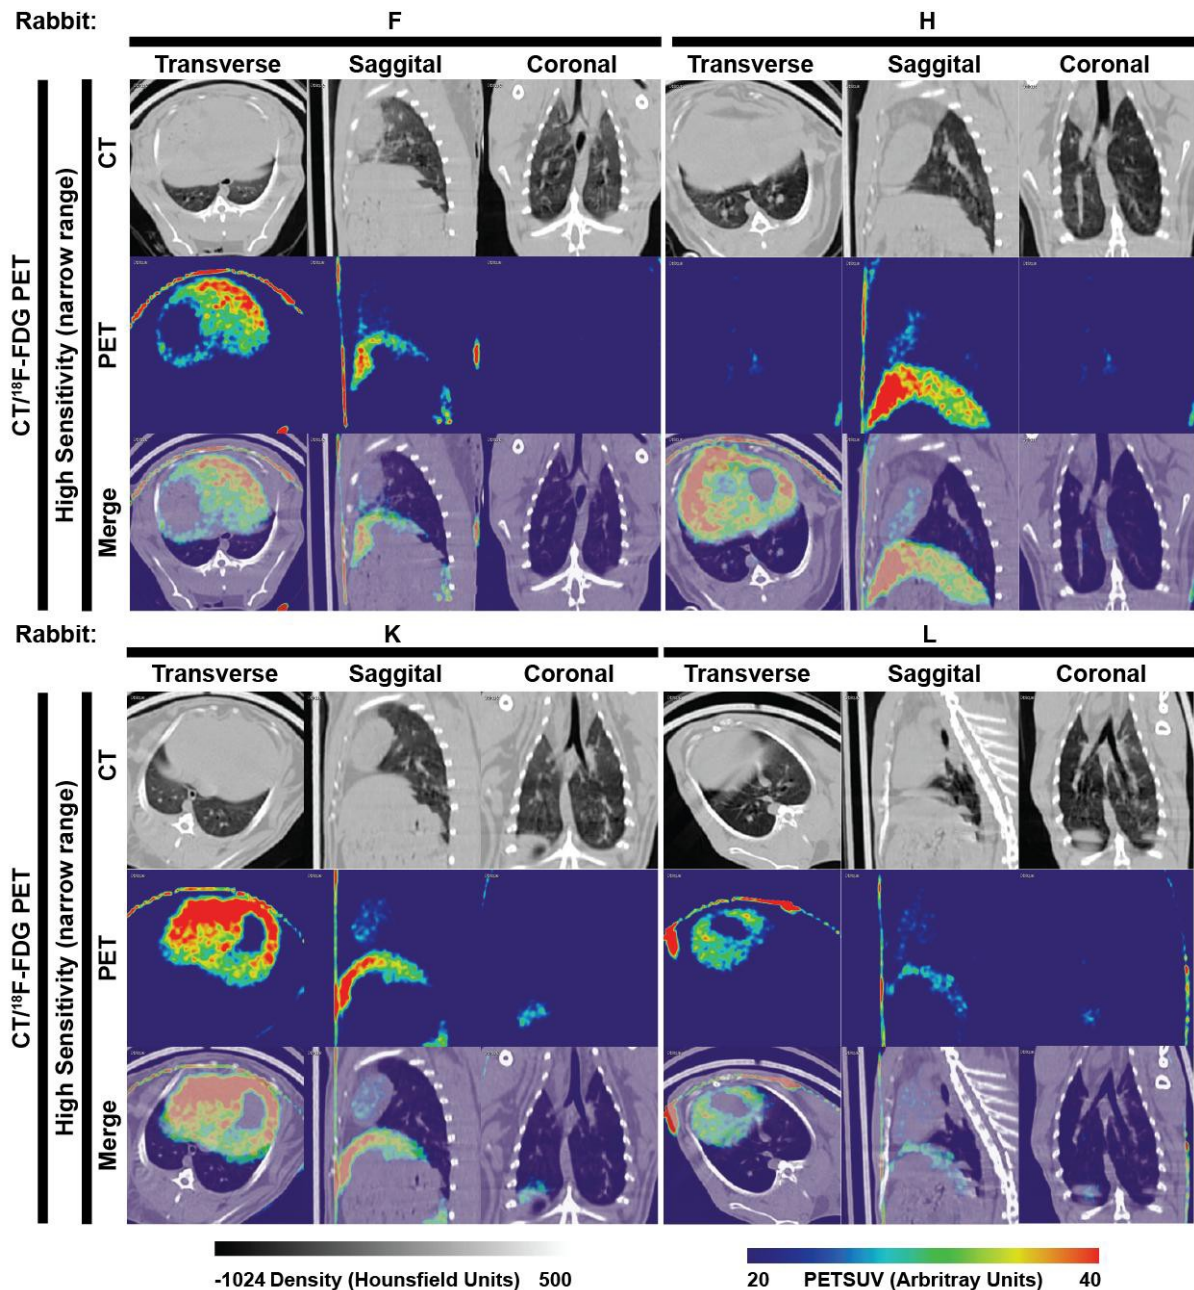 Rabbit: F H
Transverse Saggital Coronal Transverse Saggital Coronal
CT/¹⁸F-FDG PET
High Sensitivity (narrow range)
CT
PET
Merge
Rabbit: K L
Transverse Saggital Coronal Transverse Saggital Coronal
CT/¹⁸F-FDG PET
High Sensitivity (narrow range)
CT
PET
Merge
-1024 Density (Hounsfield Units) 500
20 PETSUV (Arbritray Units) 40